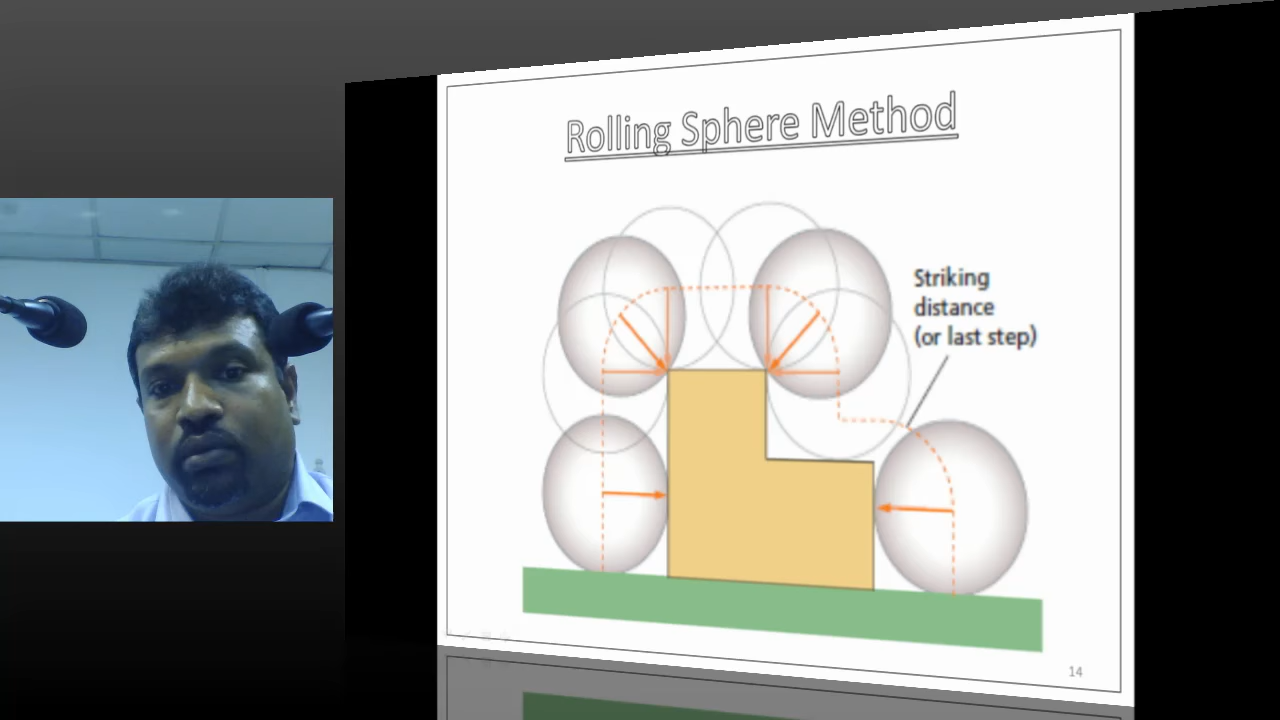 Rolling Sphere Method
Striking
distance
(or last step)
14